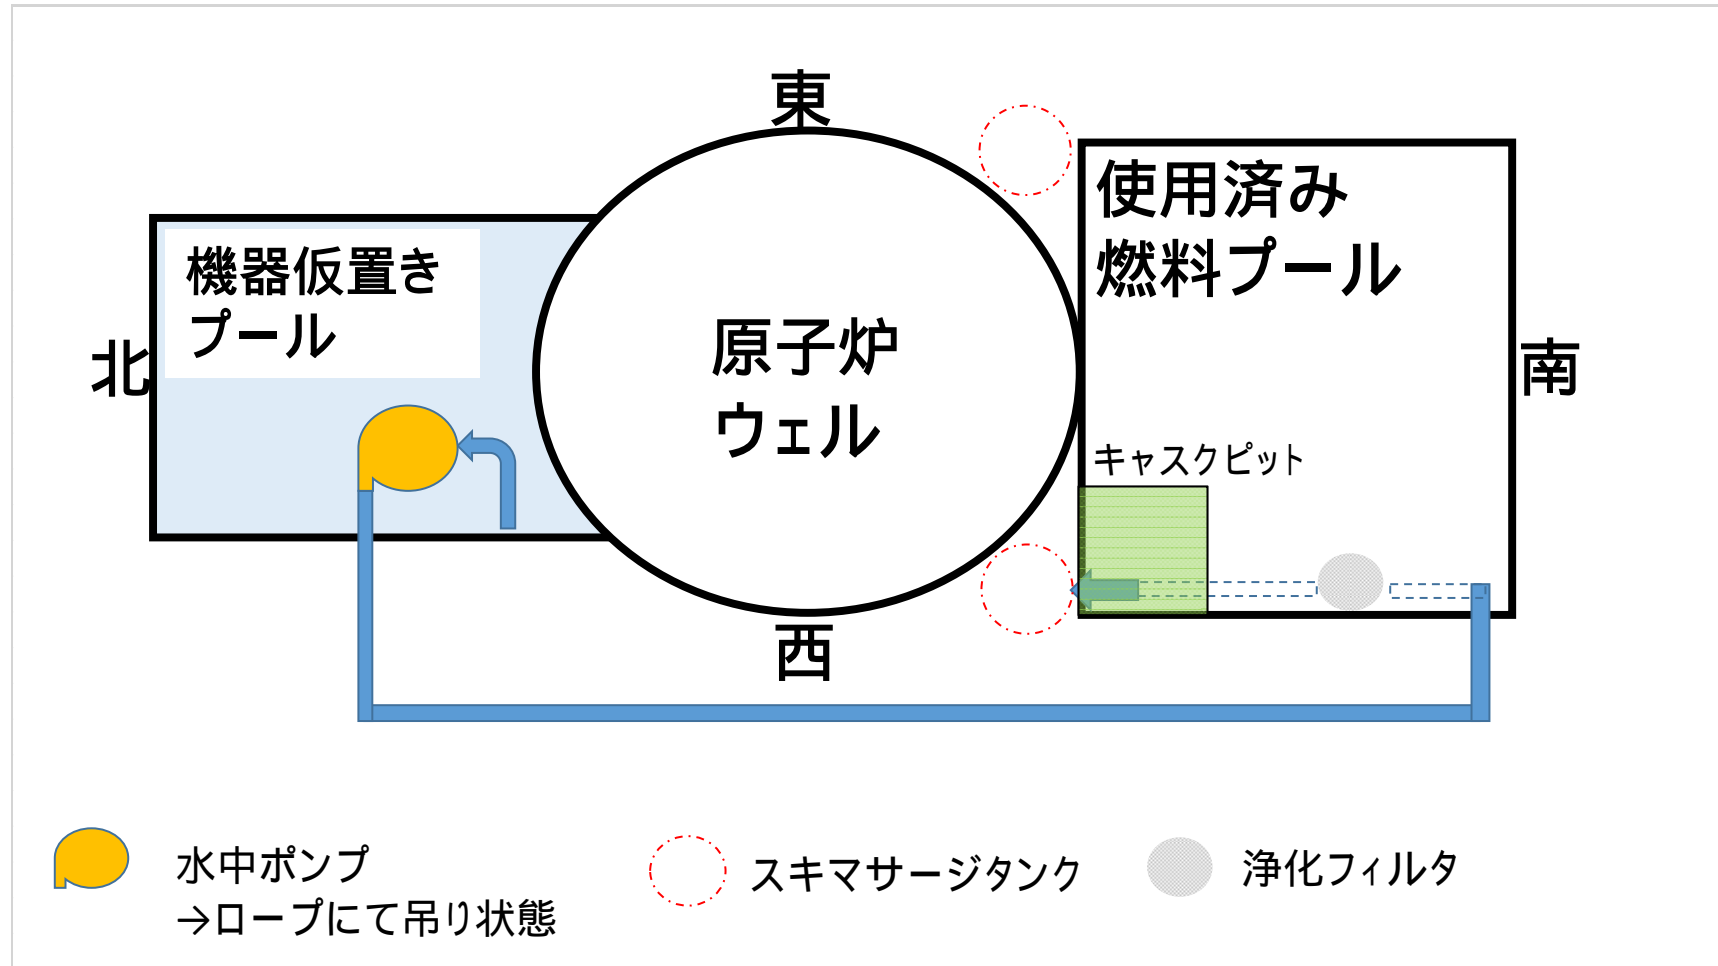 東
使用済み
燃料プール
機器仮置き
プール
北
原子炉
ウェル
南
キャスクピット
西
水中ポンプ
→ロープにて吊り状態
スキマサージタンク
浄化フィルタ